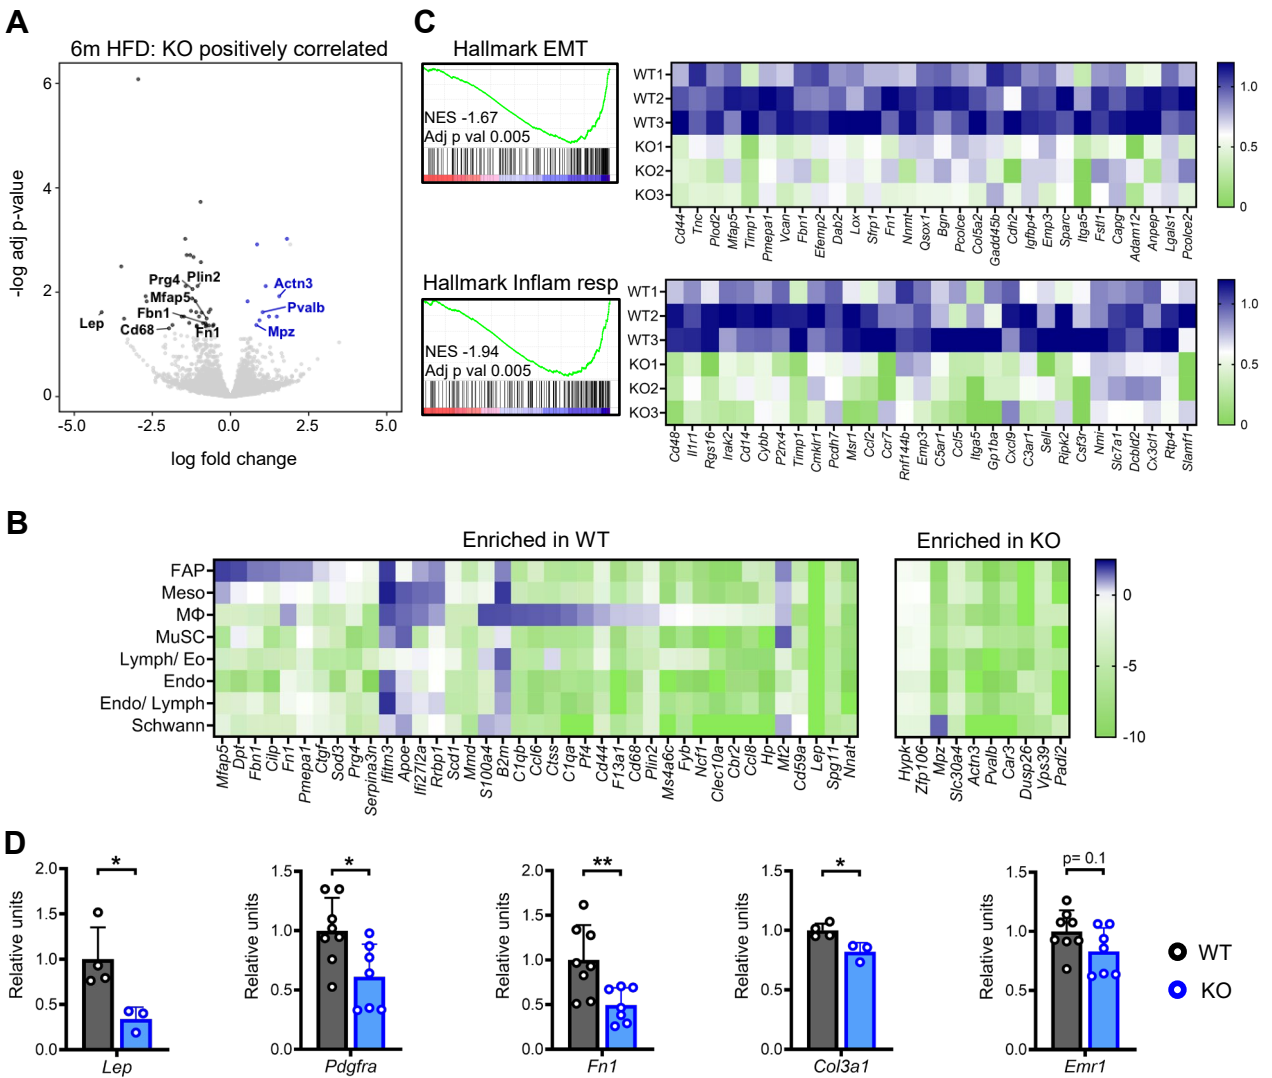 A
6m HFD: KO positively correlated
-log adj p-value
6
4
2
0
Prg4
Plin2
Mfap5
Fbn1
Lep
Cd68
Fn1
Actn3
Pvalb
Mpz
-5.0
-2.5
0.0
2.5
5.0
log fold change
C
Hallmark EMT
NES -1.67
Adj p val 0.005
WT1
WT2
WT3
KO1
KO2
KO3
Cd44
Tnc
Plod2
Mfap5
Timp1
Pmepa1
Vcan
Fbn1
Efemp2
Dab2
Lox
Sfrp1
Fn1
Nnmt
Qsox1
Bgn
Pcolce
Col5a2
Gadd45b
Cdh2
Igfbp4
Emp3
Sparc
Itga5
Fstl1
Capg
Adam12
Anpep
Lgals1
Pcolce2
1.0
0.5
0
Hallmark Inflam resp
NES -1.94
Adj p val 0.005
WT1
WT2
WT3
KO1
KO2
KO3
Cd48
Il1r1
Rgs16
Irak2
Cd14
Cybb
P2rx4
Timp1
Cmklr1
Pcdh7
Msr1
Ccl2
Ccr7
Rnf144b
Emp3
C5ar1
Ccl5
Itga5
Gp1ba
Cxcl9
C3ar1
Sell
Ripk2
Csf3r
Nmi
Slc7a1
Dcbld2
Cx3cl1
Rtp4
Slamf1
1.0
0.5
0
B
Enriched in WT
FAP
Meso
MΦ
MuSC
Lymph/ Eo
Endo
Endo/ Lymph
Schwann
Mfap5
Dpt
Fbn1
Cilp
Fn1
Pmepa1
Ctgf
Sod3
Prg4
Serpina3n
Ifitm3
Apoe
Ifi27l2a
Rrbp1
Scd1
Mmd
S100a4
B2m
C1qb
Ccl6
Ctss
C1qa
Pf4
Cd44
F13a1
Cd68
Plin2
Ms4a6c
Fyb
Ncf1
Clec10a
Cbr2
Ccl8
Hp
Mt2
Cd59a
Lep
Spg11
Nnat
Enriched in KO
Hypk
Zfp106
Mpz
Slc30a4
Actn3
Pvalb
Car3
Dusp26
Vps39
Padi2
0
-5
-10
D
Relative units
2.0
1.5
1.0
0.5
0.0
*
Lep
Relative units
1.5
1.0
0.5
0.0
*
Pdgfra
Relative units
2.0
1.5
1.0
0.5
0.0
**
Fn1
Relative units
1.5
1.0
0.5
0.0
*
Col3a1
Relative units
1.5
1.0
0.5
0.0
p= 0.1
Emr1
WT
KO